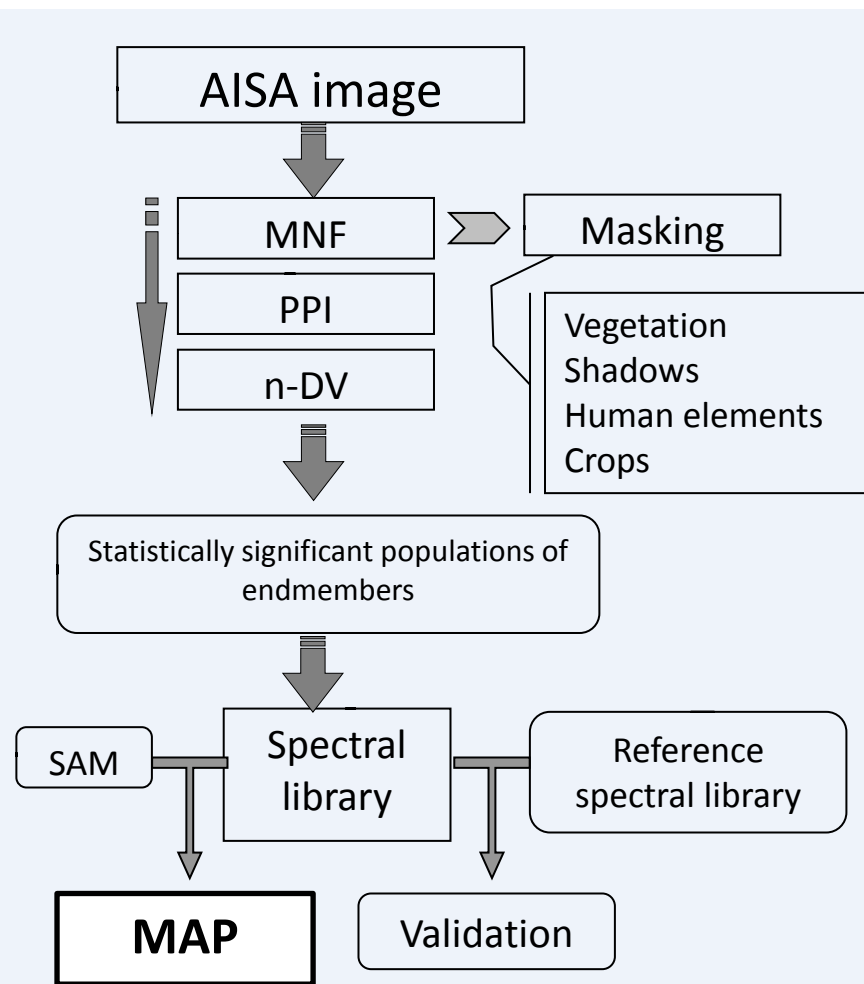 AISA image
MNF
Masking
PPI
n-DV
Vegetation
Shadows
Human elements
Crops
Statistically significant populations of
endmembers
SAM
Spectral
library
Reference
spectral library
MAP
Validation